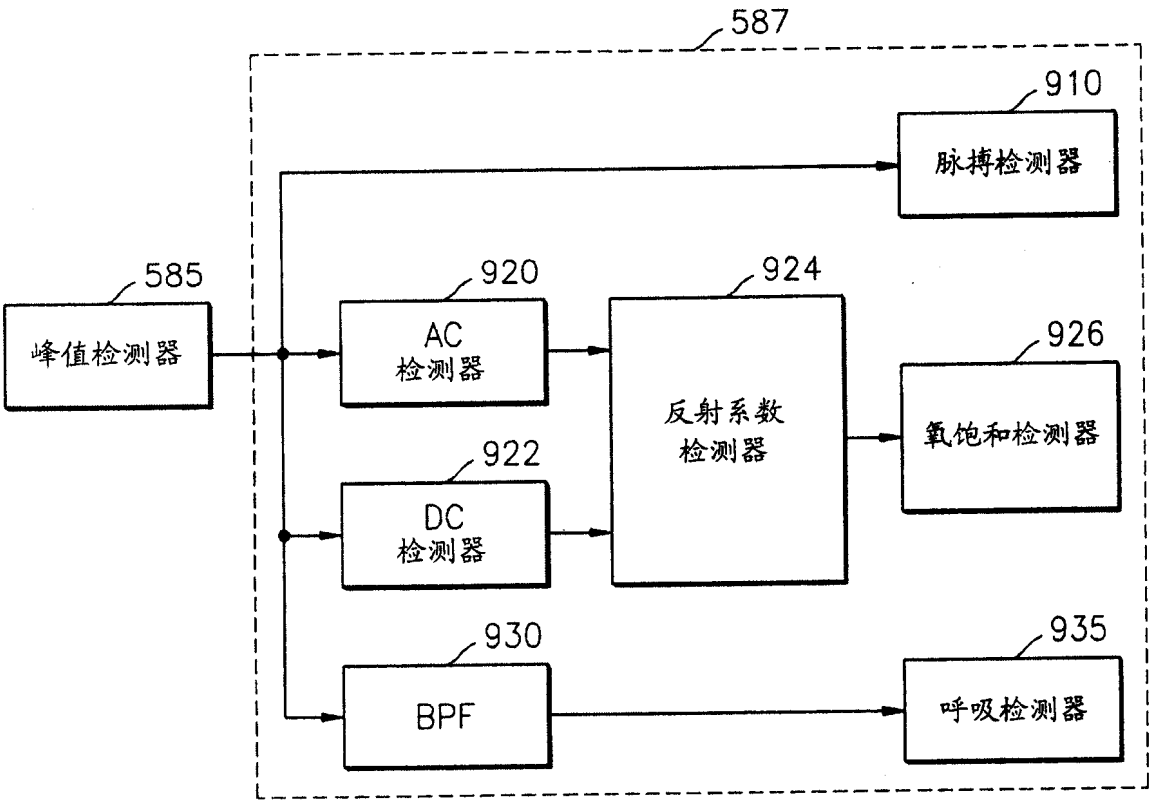 587
910
脉搏检测器
585
峰值检测器
920
AC
检测器
924
反射系数
检测器
926
氧饱和检测器
922
DC
检测器
930
BPF
935
呼吸检测器